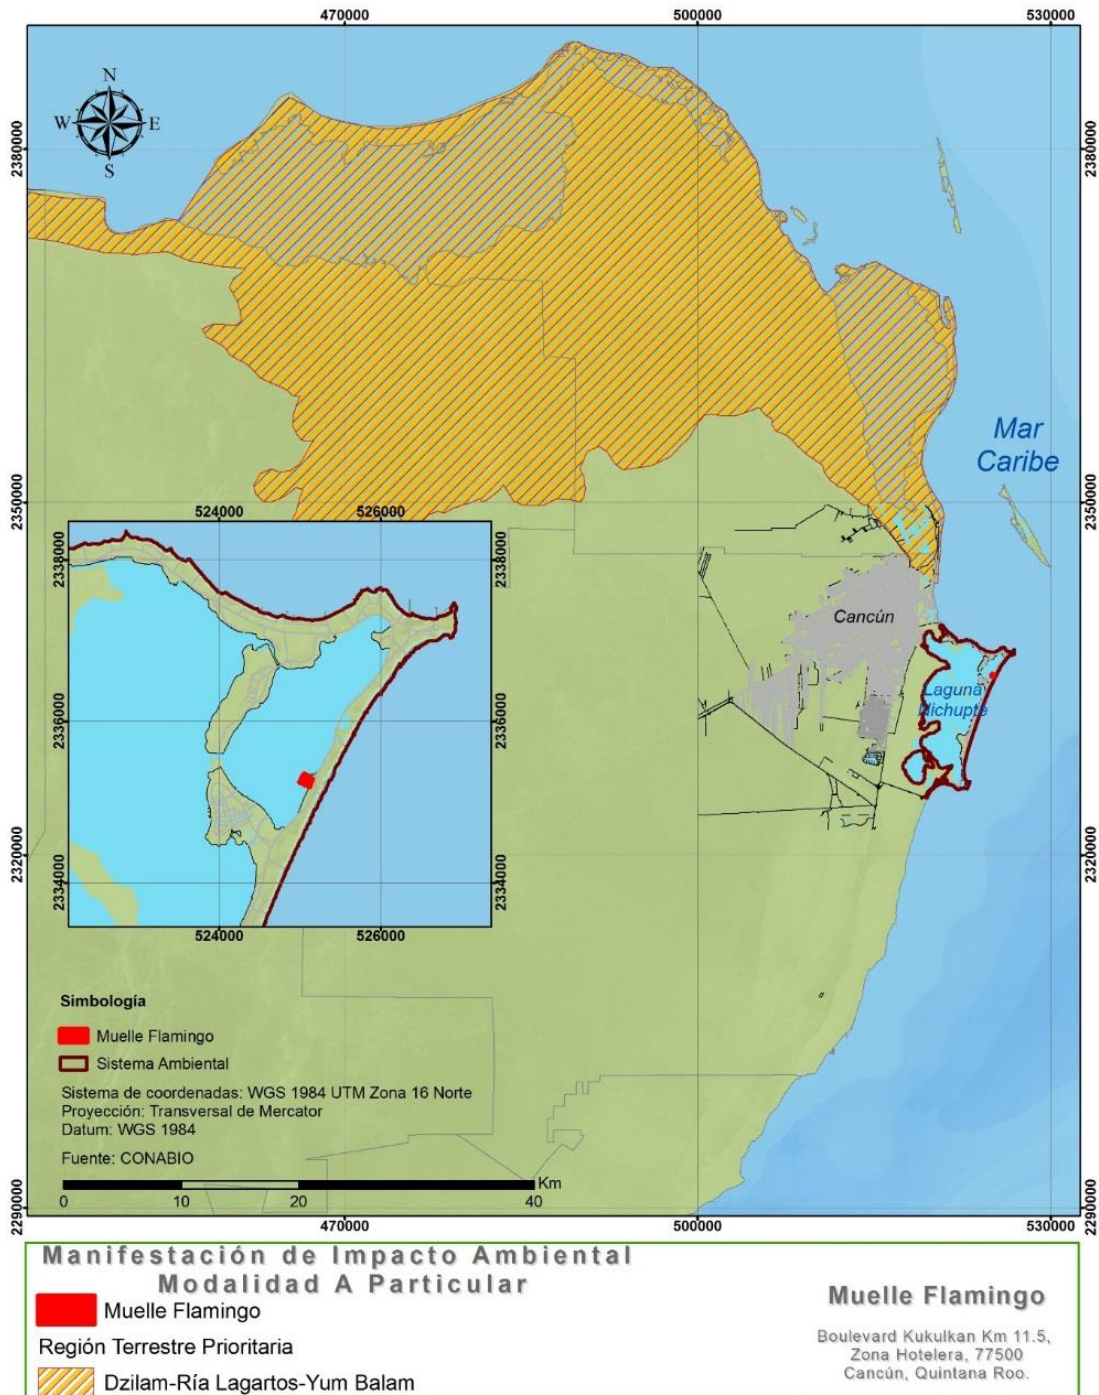 470000
500000
530000
N
W
E
S
2380000
2380000
Mar
Caribe
2350000
2350000
524000
526000
2338000
2338000
Cancún
Laguna
Nichupte
2336000
2336000
2320000
2320000
2334000
2334000
524000
526000
Simbología
Muelle Flamingo
Sistema Ambiental
Sistema de coordenadas: WGS 1984 UTM Zona 16 Norte
Proyección: Transversal de Mercator
Datum: WGS 1984
Fuente: CONABIO
Km
0
10
20
40
2290000
2290000
470000
500000
530000
Manifestación de Impacto Ambiental
Modalidad A Particular
Muelle Flamingo
Región Terrestre Prioritaria
Dzilam-Ría Lagartos-Yum Balam
Muelle Flamingo
Boulevard Kukulkan Km 11.5,
Zona Hotelera, 77500
Cancún, Quintana Roo.